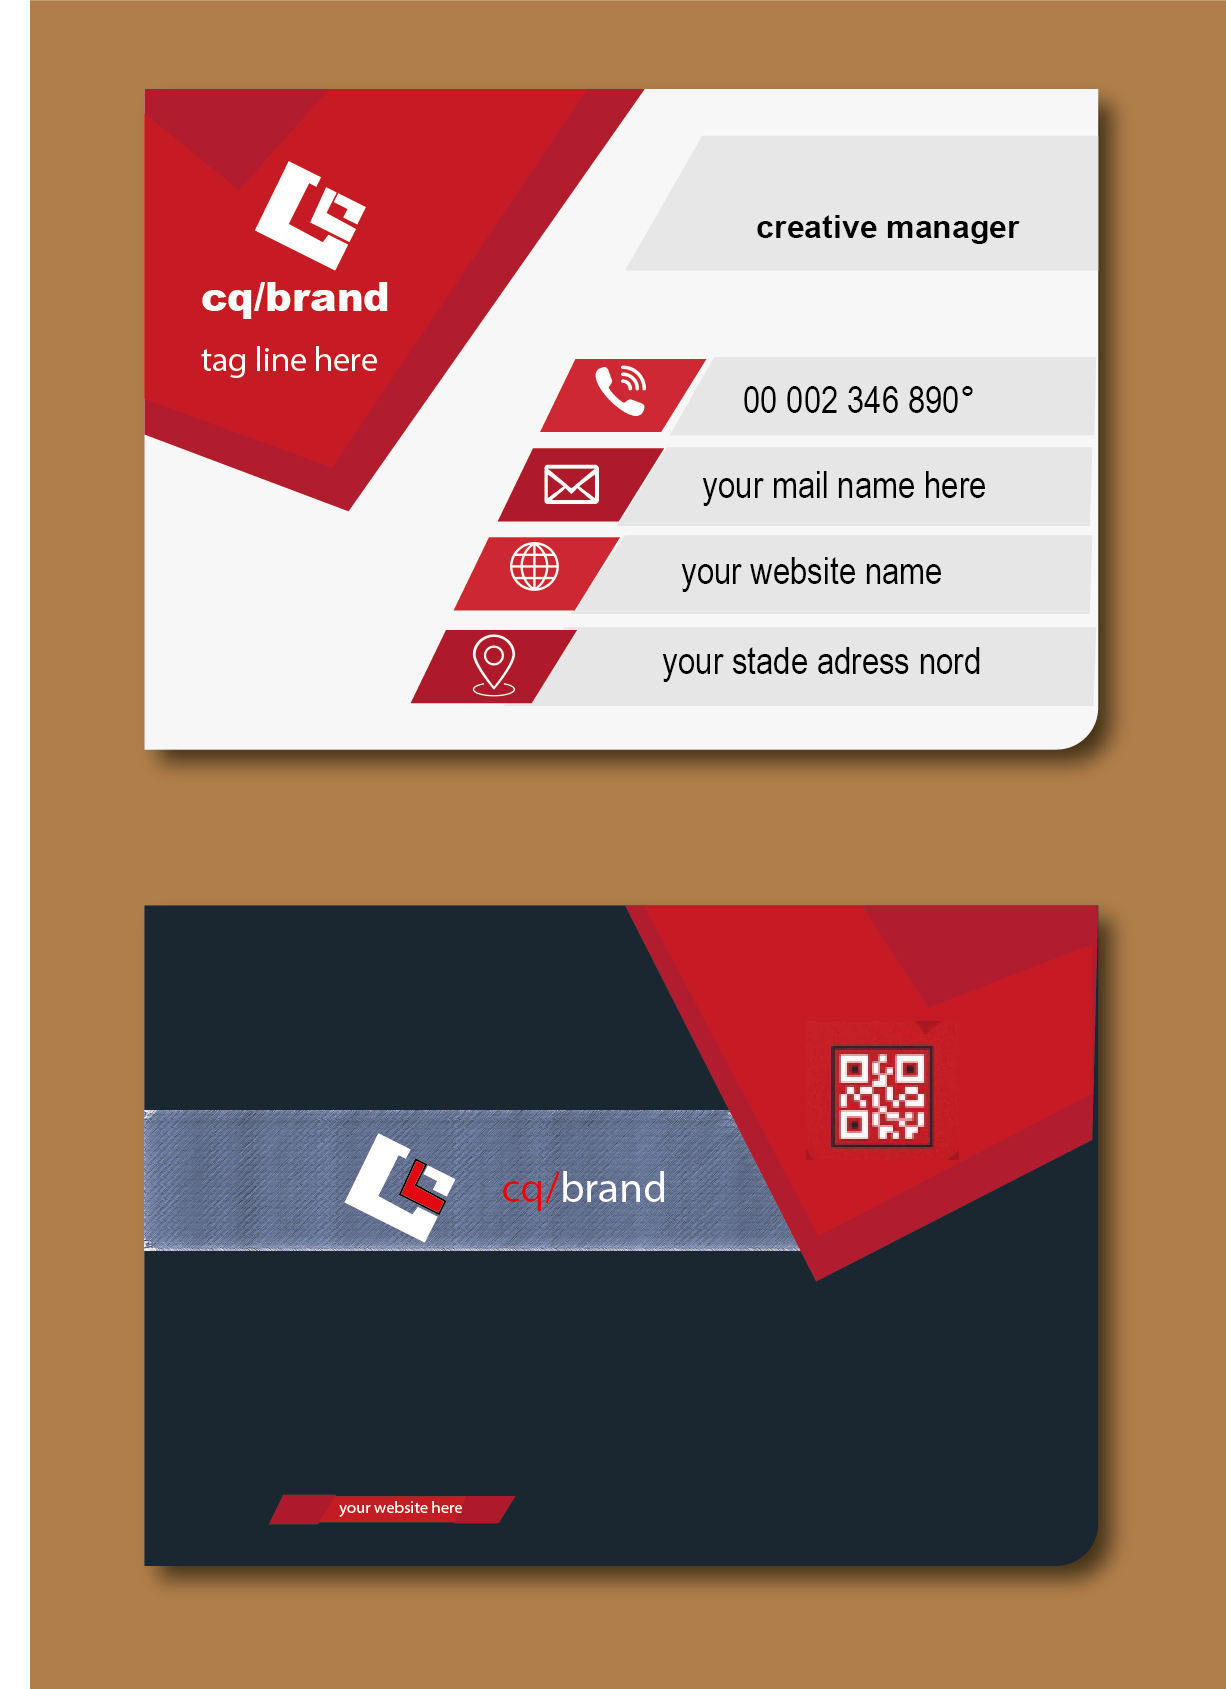 cq/brand
tag line here
creative manager
00 002 346 890°
your mail name here
your website name
your stade adress nord
cq/brand
your website here